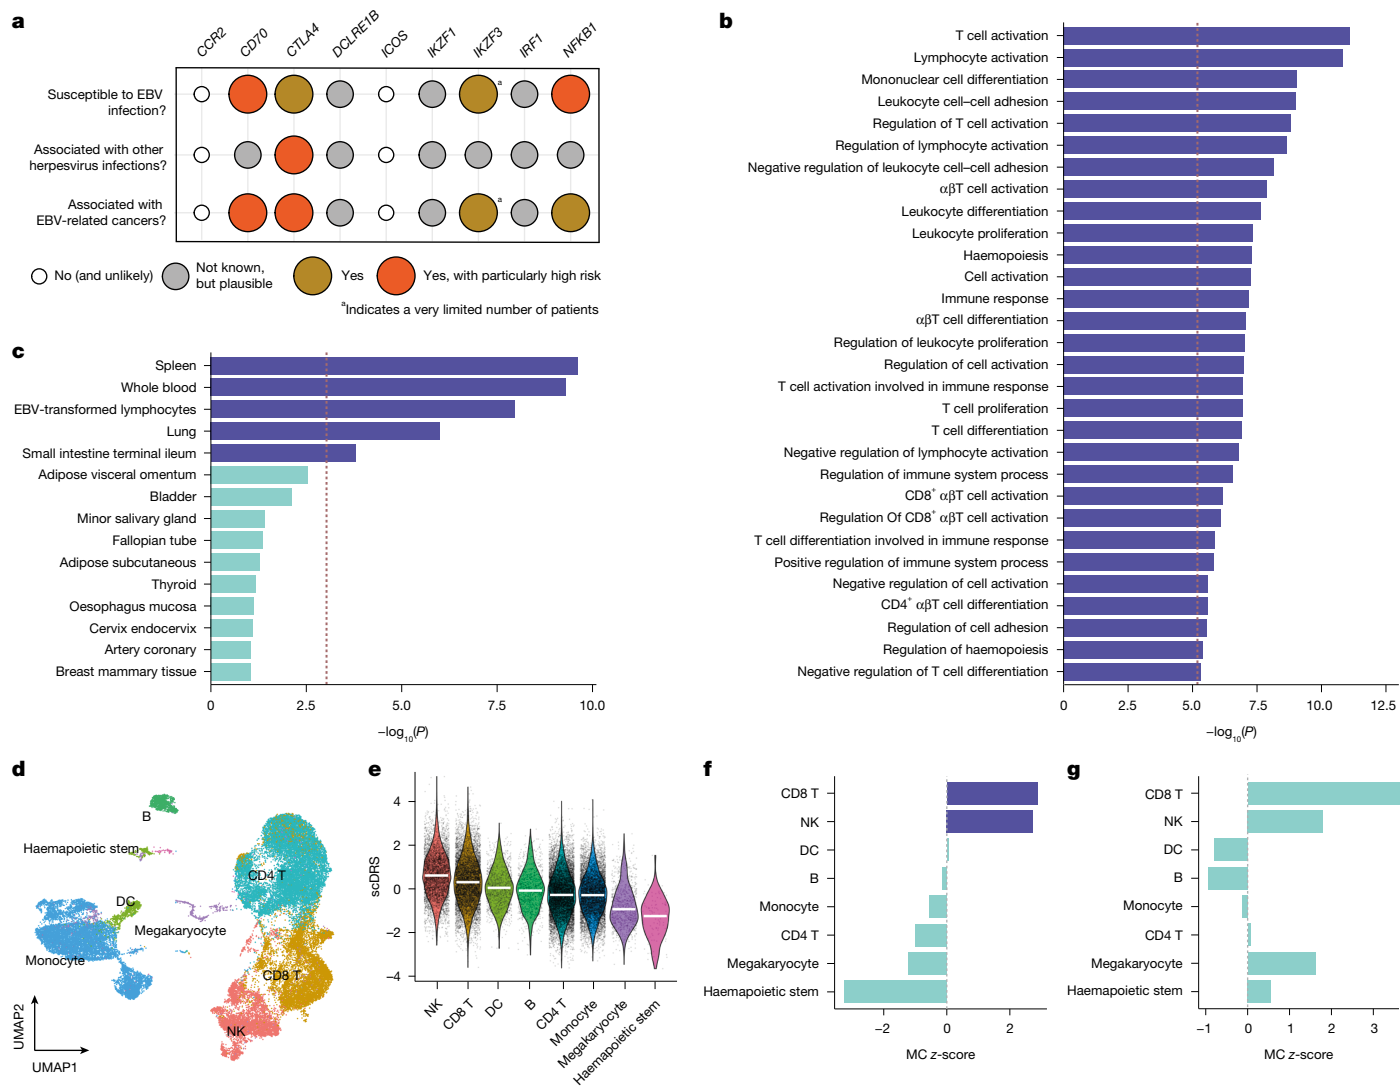 a
CCR2
CD70
CTLA4
DCLRE1B
ICOS
IKZF1
IKZF3
IRF1
NFKB1
Susceptible to EBV
infection?
a
Associated with other
herpesvirus infections?
Associated with
EBV-related cancers?
a
No (and unlikely)
Not known,
but plausible
Yes
Yes, with particularly high risk
aIndicates a very limited number of patients
b
T cell activation
Lymphocyte activation
Mononuclear cell differentiation
Leukocyte cell–cell adhesion
Regulation of T cell activation
Regulation of lymphocyte activation
Negative regulation of leukocyte cell–cell adhesion
αβT cell activation
Leukocyte differentiation
Leukocyte proliferation
Haemopoiesis
Cell activation
Immune response
αβT cell differentiation
Regulation of leukocyte proliferation
Regulation of cell activation
T cell activation involved in immune response
T cell proliferation
T cell differentiation
Negative regulation of lymphocyte activation
Regulation of immune system process
CD8+ αβT cell activation
Regulation Of CD8+ αβT cell activation
T cell differentiation involved in immune response
Positive regulation of immune system process
Negative regulation of cell activation
CD4+ αβT cell differentiation
Regulation of cell adhesion
Regulation of haemopoiesis
Negative regulation of T cell differentiation
0 2.5 5.0 7.5 10.0 12.5
−log10(P)
c
Spleen
Whole blood
EBV-transformed lymphocytes
Lung
Small intestine terminal ileum
Adipose visceral omentum
Bladder
Minor salivary gland
Fallopian tube
Adipose subcutaneous
Thyroid
Oesophagus mucosa
Cervix endocervix
Artery coronary
Breast mammary tissue
0 2.5 5.0 7.5 10.0
−log10(P)
d
B
Haemapoietic stem
CD4 T
DC
Megakaryocyte
Monocyte
CD8 T
NK
UMAP2
UMAP1
e
scDRS
4
2
0
−2
−4
NK
CD8 T
DC
B
CD4 T
Monocyte
Megakaryocyte
Haemapoietic stem
f
CD8 T
NK
DC
B
Monocyte
CD4 T
Megakaryocyte
Haemapoietic stem
−2 0 2
MC z-score
g
CD8 T
NK
DC
B
Monocyte
CD4 T
Megakaryocyte
Haemapoietic stem
−1 0 1 2 3
MC z-score